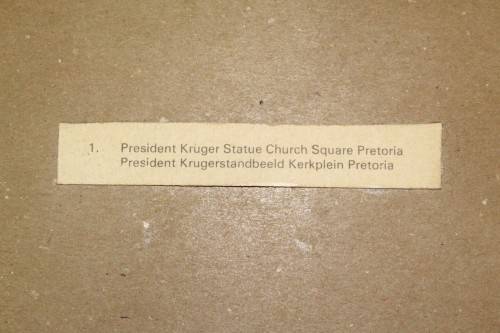 1. President Kruger Statue Church Square Pretoria
President Krugerstandbeeld Kerkplein Pretoria